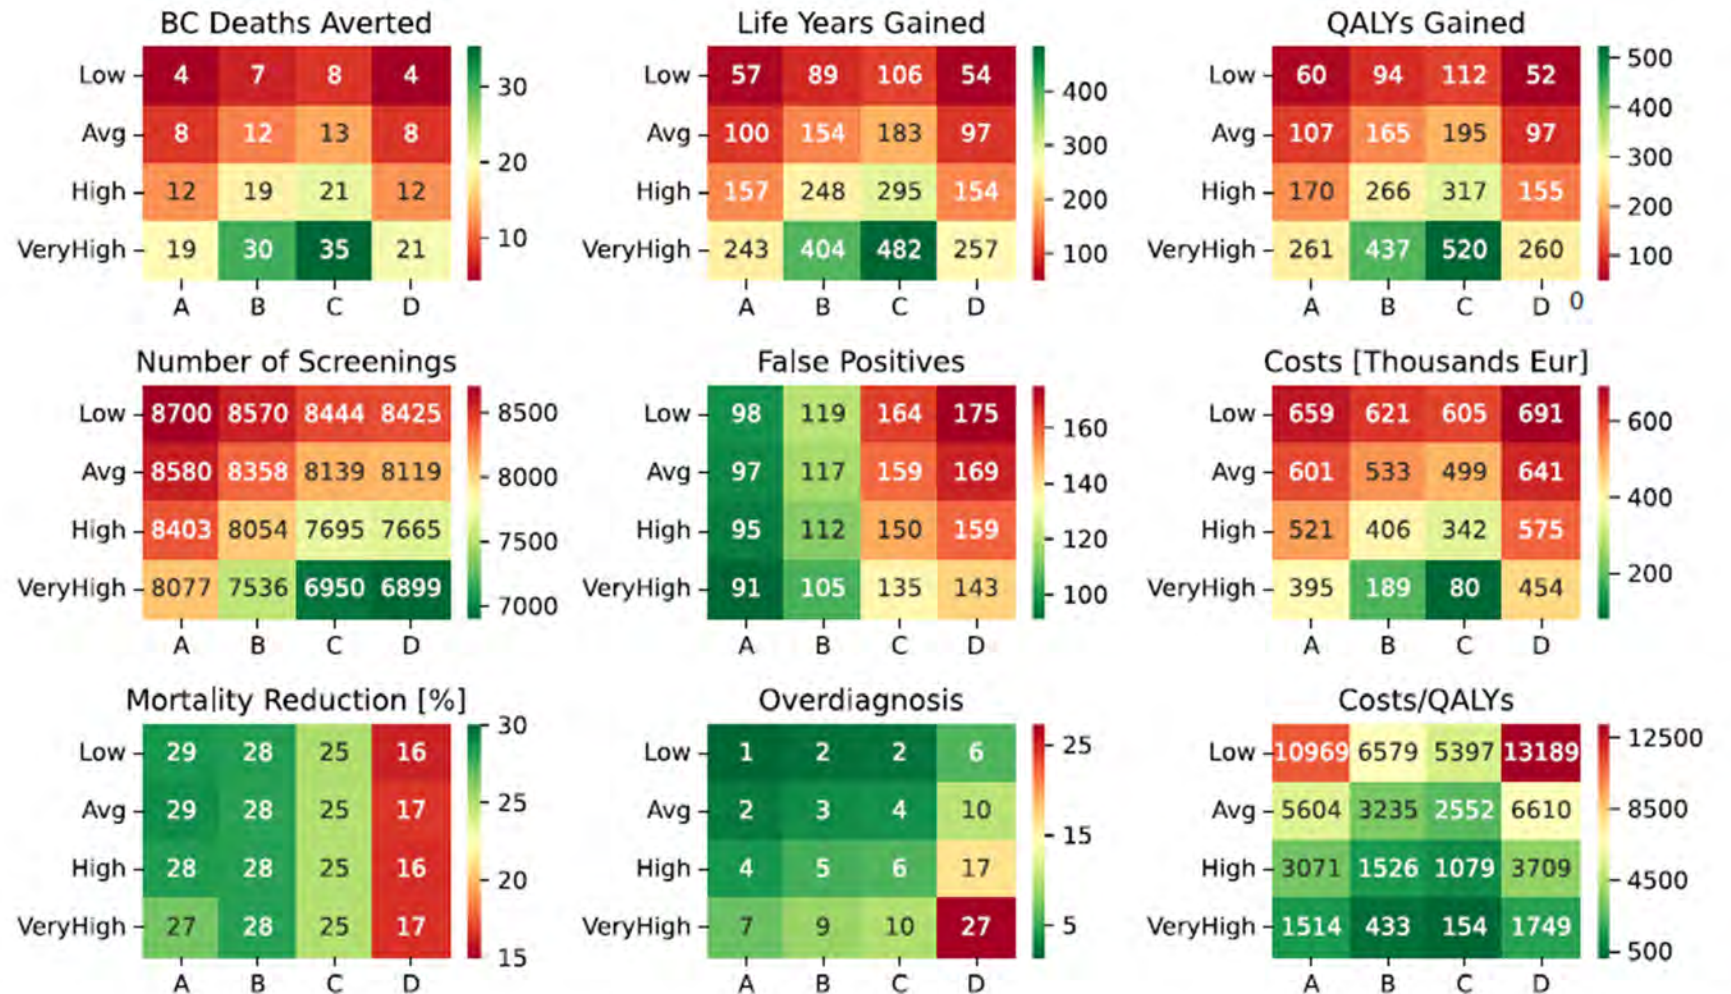 BC Deaths Averted
Low 4 7 8 4
Avg 8 12 13 8
High 12 19 21 12
VeryHigh 19 30 35 21
A B C D
30
20
10
Life Years Gained
Low 57 89 106 54
Avg 100 154 183 97
High 157 248 295 154
VeryHigh 243 404 482 257
A B C D
400
300
200
100
QALYs Gained
Low 60 94 112 52
Avg 107 165 195 97
High 170 266 317 155
VeryHigh 261 437 520 260
A B C D 0
500
400
300
200
100
Number of Screenings
Low 8700 8570 8444 8425
Avg 8580 8358 8139 8119
High 8403 8054 7695 7665
VeryHigh 8077 7536 6950 6899
A B C D
8500
8000
7500
7000
False Positives
Low 98 119 164 175
Avg 97 117 159 169
High 95 112 150 159
VeryHigh 91 105 135 143
A B C D
160
140
120
100
Costs [Thousands Eur]
Low 659 621 605 691
Avg 601 533 499 641
High 521 406 342 575
VeryHigh 395 189 80 454
A B C D
600
400
200
Mortality Reduction [%]
Low 29 28 25 16
Avg 29 28 25 17
High 28 28 25 16
VeryHigh 27 28 25 17
A B C D
30
25
20
15
Overdiagnosis
Low 1 2 2 6
Avg 2 3 4 10
High 4 5 6 17
VeryHigh 7 9 10 27
A B C D
25
15
5
Costs/QALYs
Low 10969 6579 5397 13189
Avg 5604 3235 2552 6610
High 3071 1526 1079 3709
VeryHigh 1514 433 154 1749
A B C D
12500
8500
4500
500